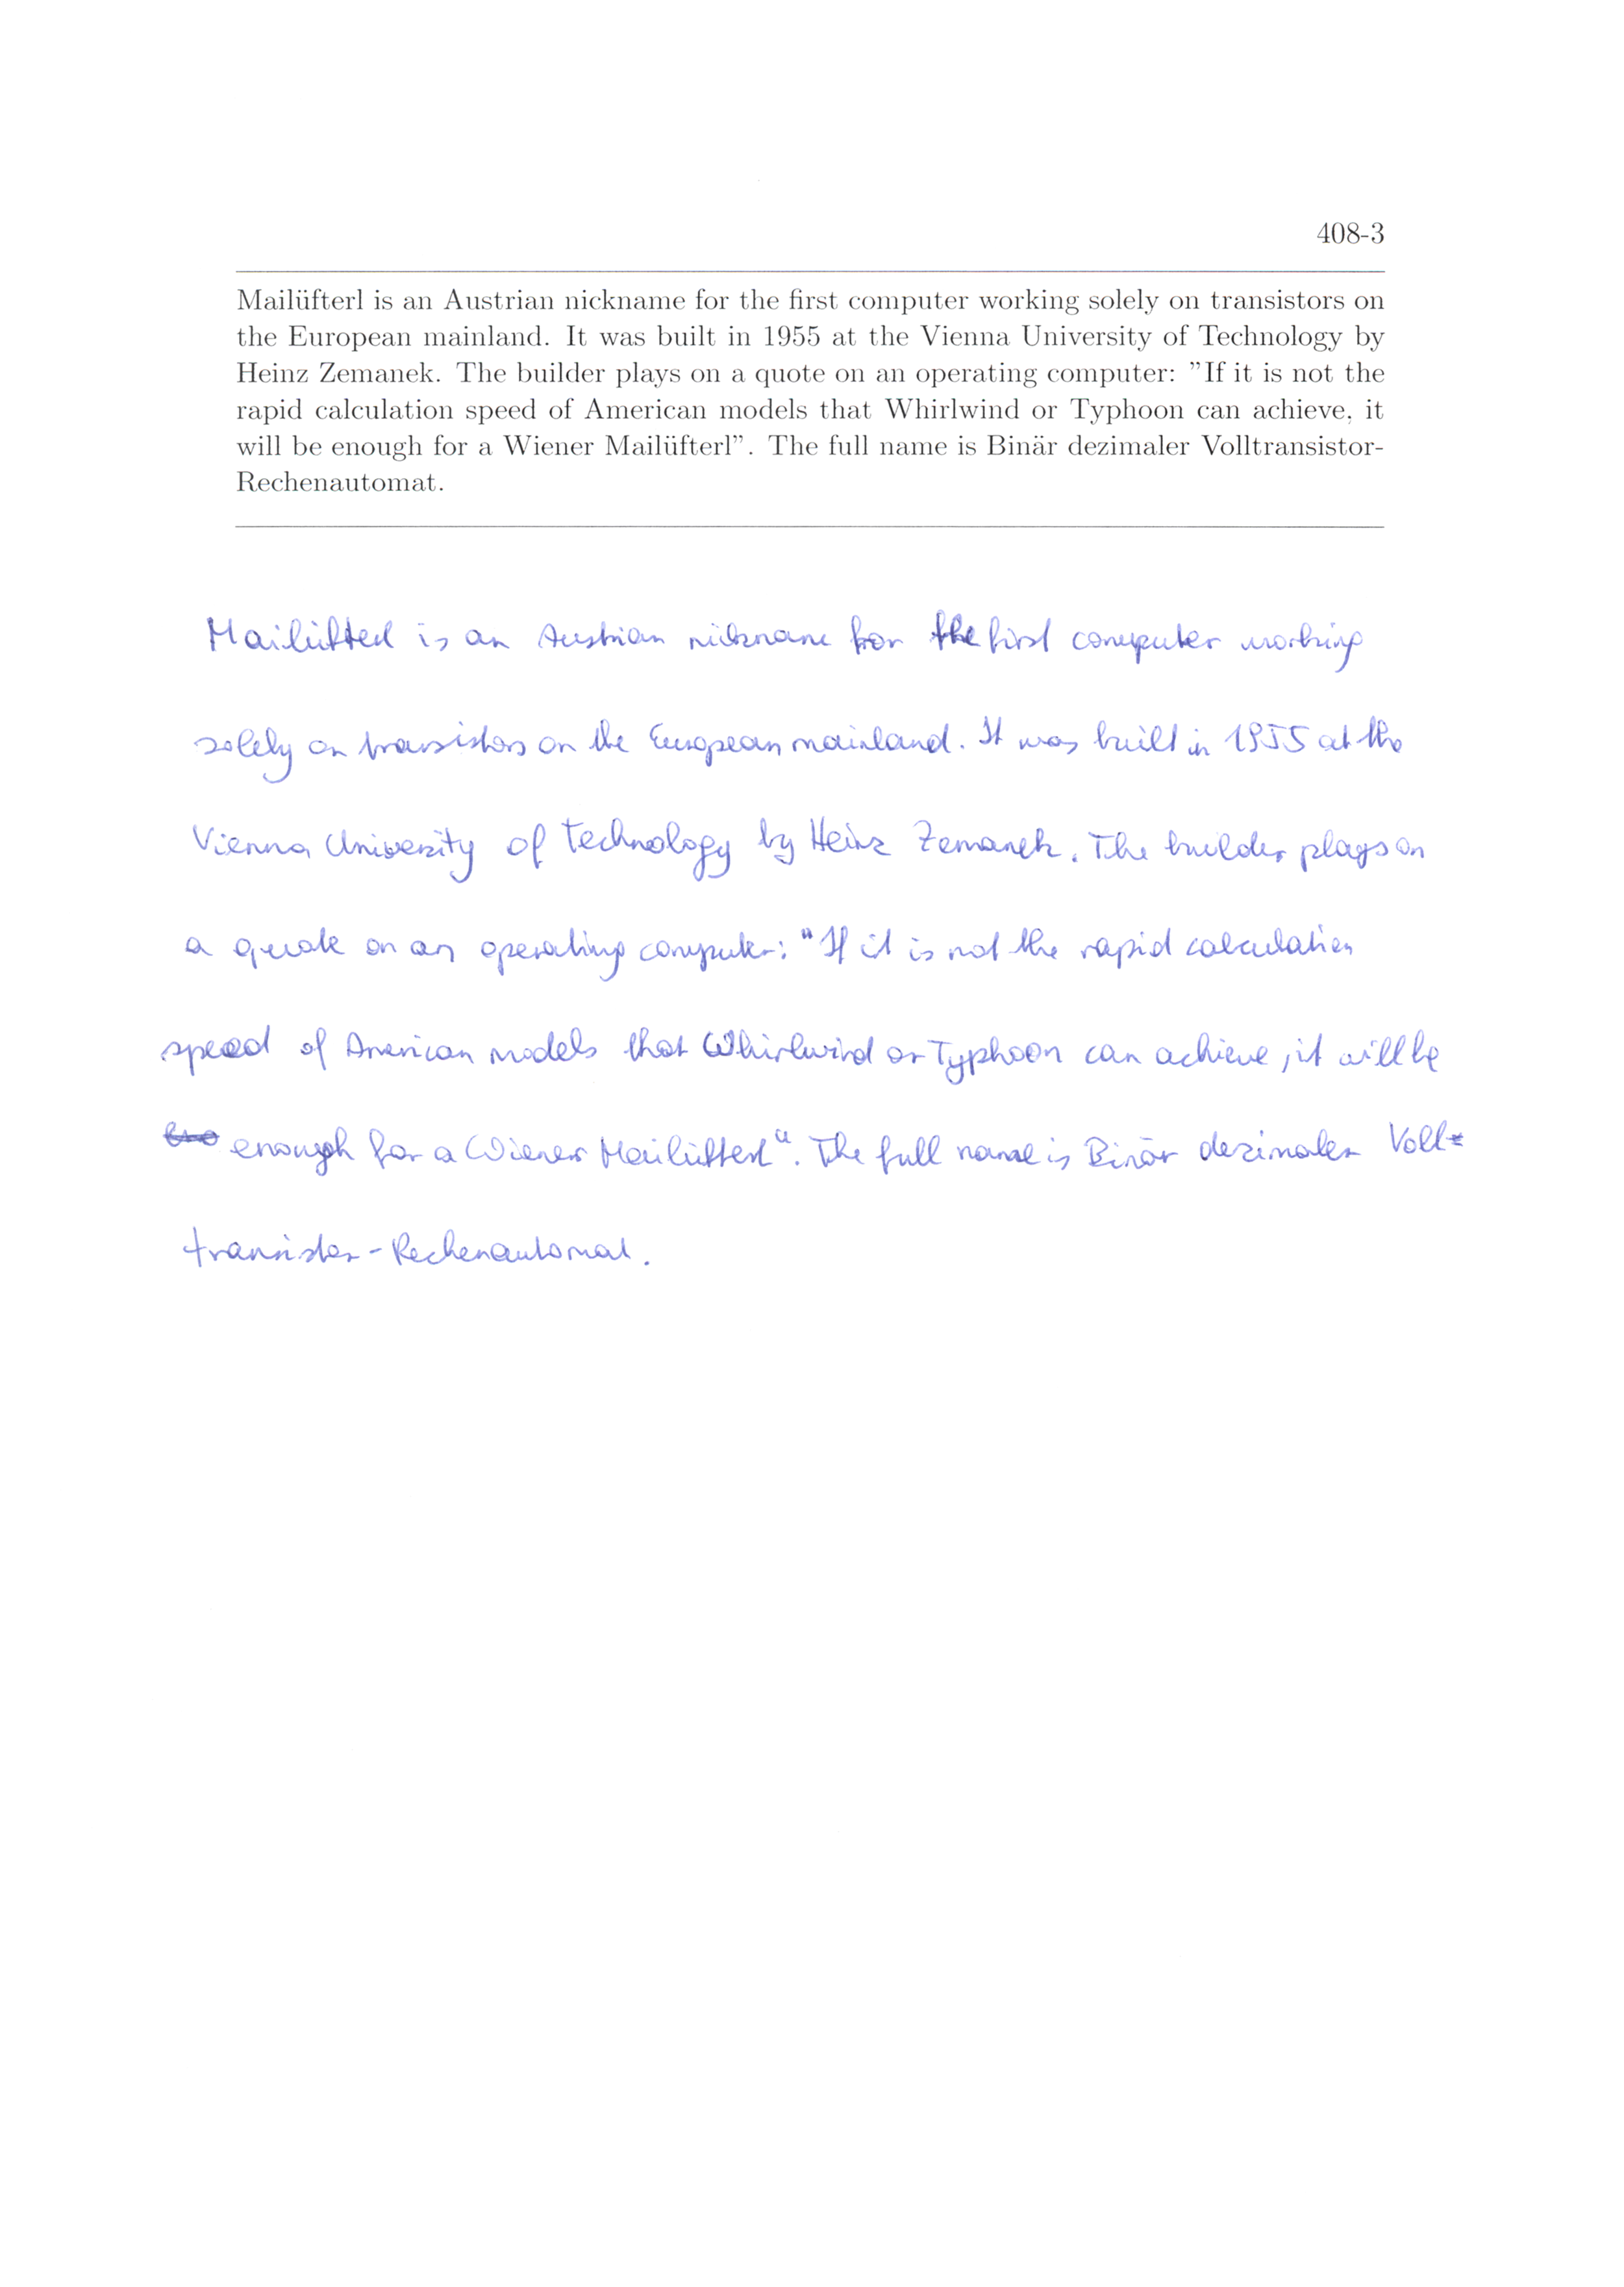 408-3
Mailüfterl is an Austrian nickname for the first computer working solely on transistors on
the European mainland. It was built in 1955 at the Vienna University of Technology by
Heinz Zemanek. The builder plays on a quote on an operating computer: ”If it is not the
rapid calculation speed of American models that Whirlwind or Typhoon can achieve, it
will be enough for a Wiener Mailüfterl”. The full name is Binär dezimaler Volltransistor-
Rechenautomat.
Mailüfterl is an Austrian nickname for the first computer working
solely on transistors on the European mainland. It was built in 1955 at the
Vienna University of Technology by Heinz Zemanek. The builder plays on
a quote on an operating computer: "If it is not the rapid calculation
speed of American models that Whirlwind or Typhoon can achieve, it will be
enough for a Wiener Mailüfterl“. The full name is Binär dezimaler Voll-
transistor-Rechenautomat.